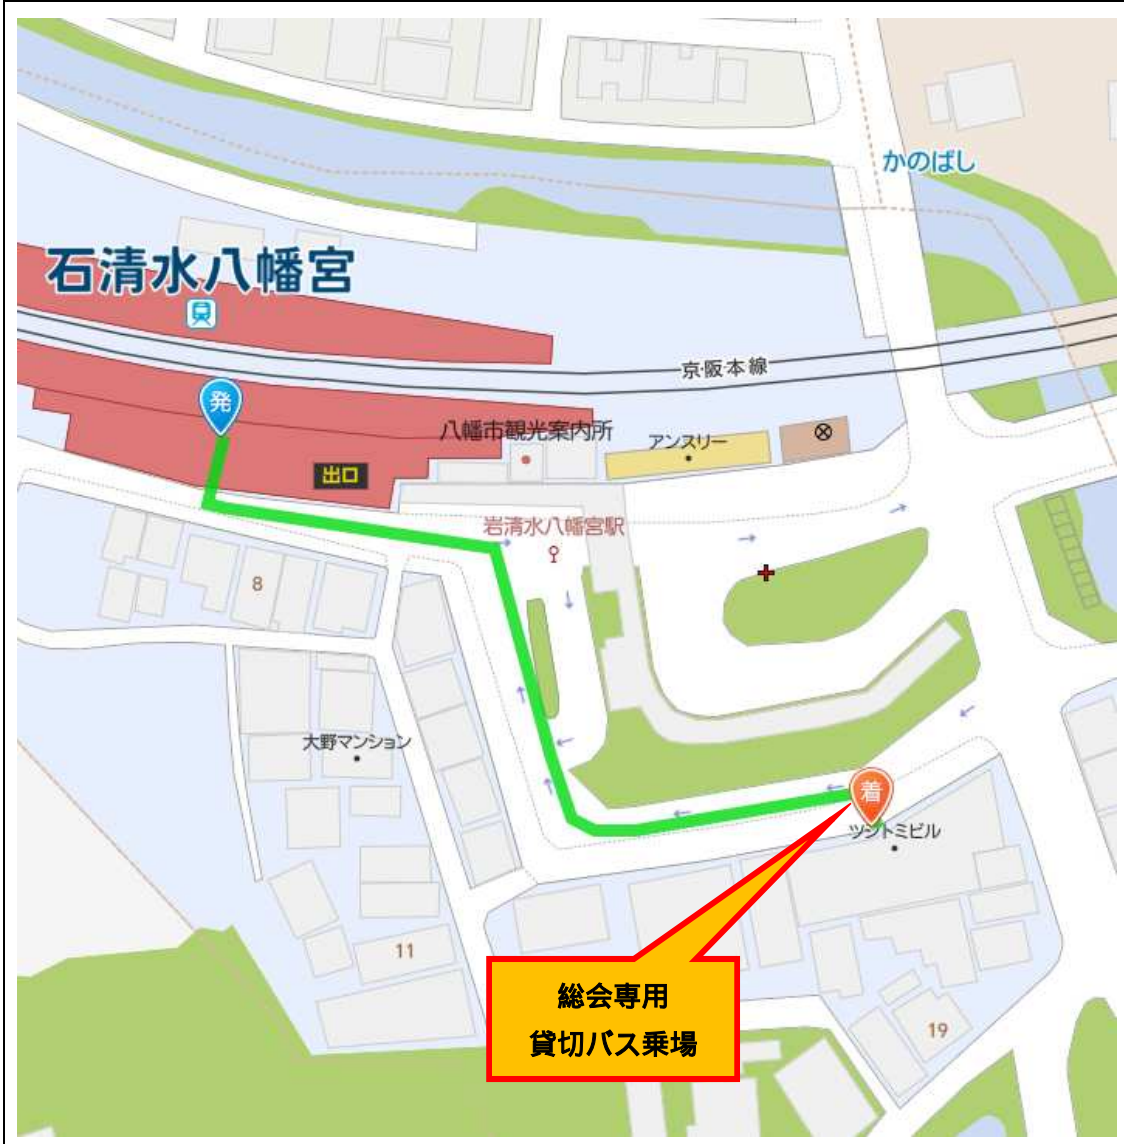 かのばし
石清水八幡宮
京阪本線
発
八幡市観光案内所
アンスリー
出口
岩清水八幡宮駅
8
大野マンション
着
ツジトミビル
11
総会専用
貸切バス乗場
19